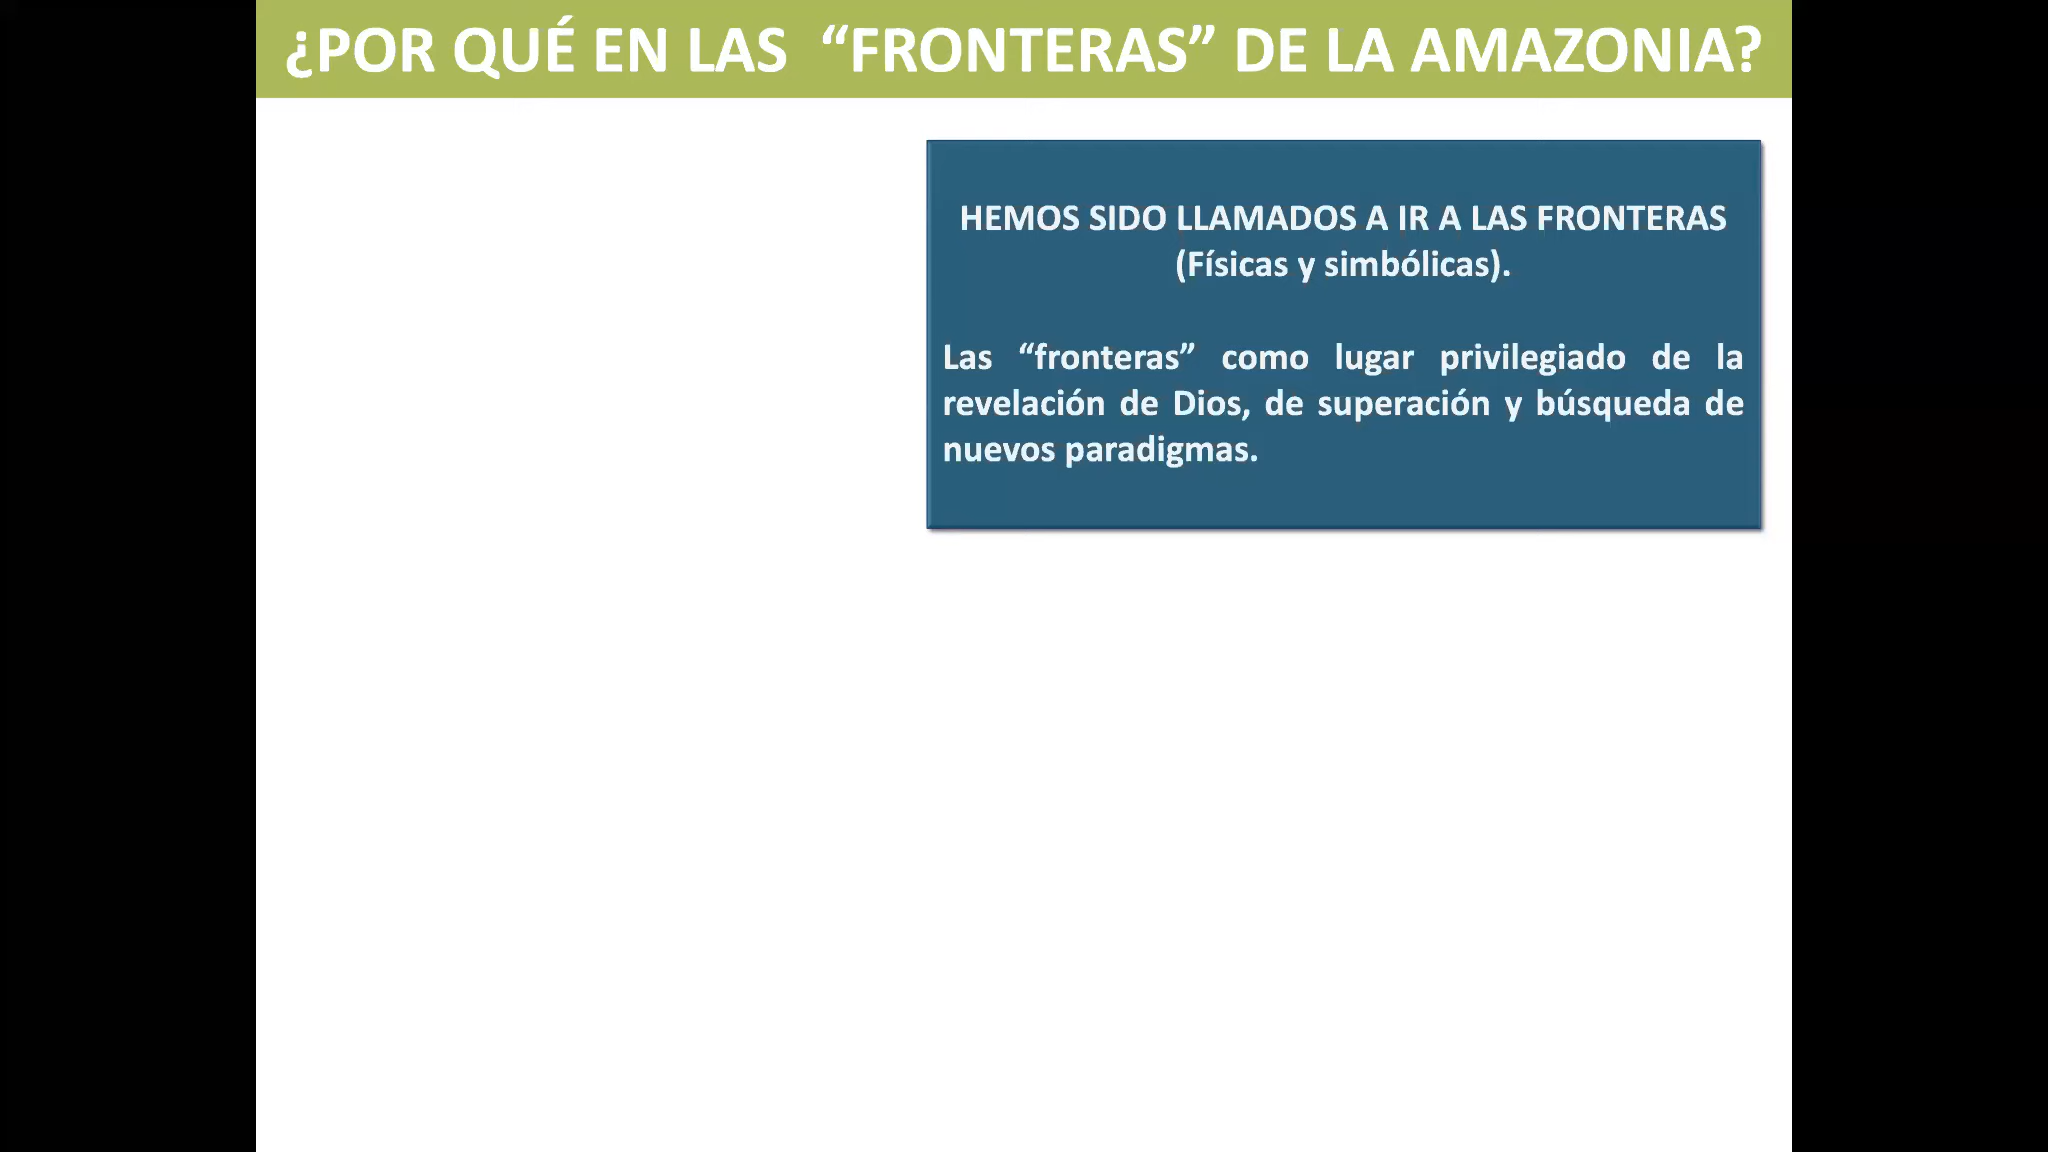 ¿POR QUÉ EN LAS “FRONTERAS” DE LA AMAZONIA?
HEMOS SIDO LLAMADOS A IR A LAS FRONTERAS
(Físicas y simbólicas).
Las “fronteras” como lugar privilegiado de la
revelación de Dios, de superación y búsqueda de
nuevos paradigmas.